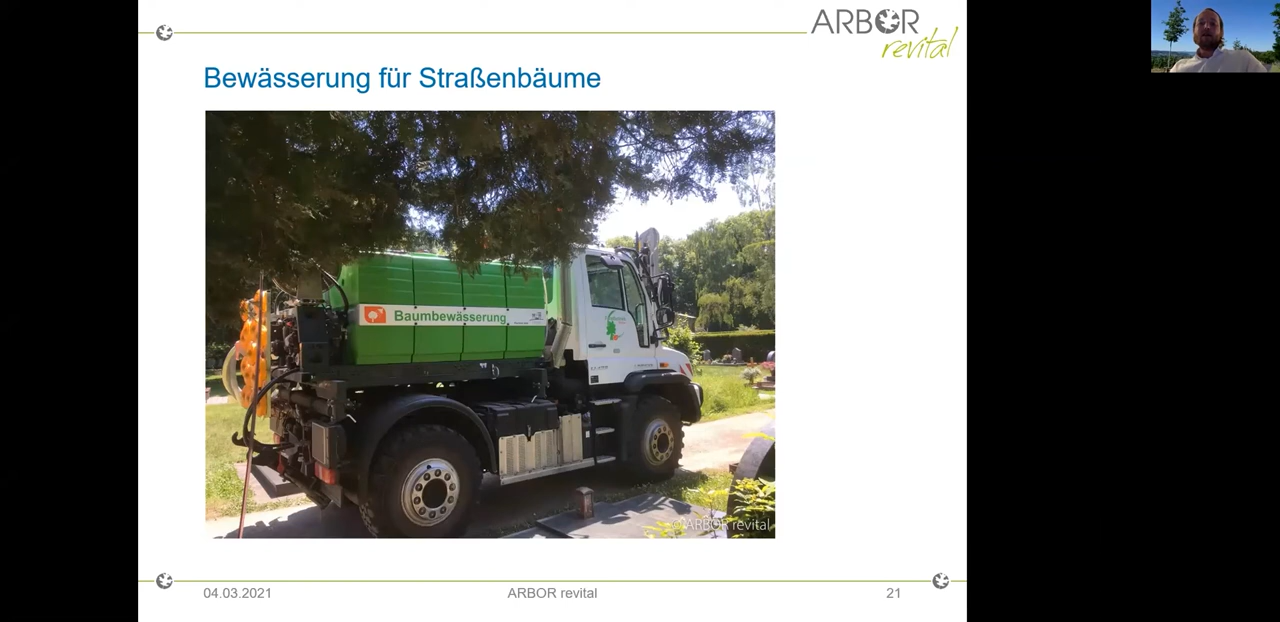 ARBOR
revital
Bewässerung für Straßenbäume
Baumbewässerung
© ARBOR revital
04.03.2021
ARBOR revital
21